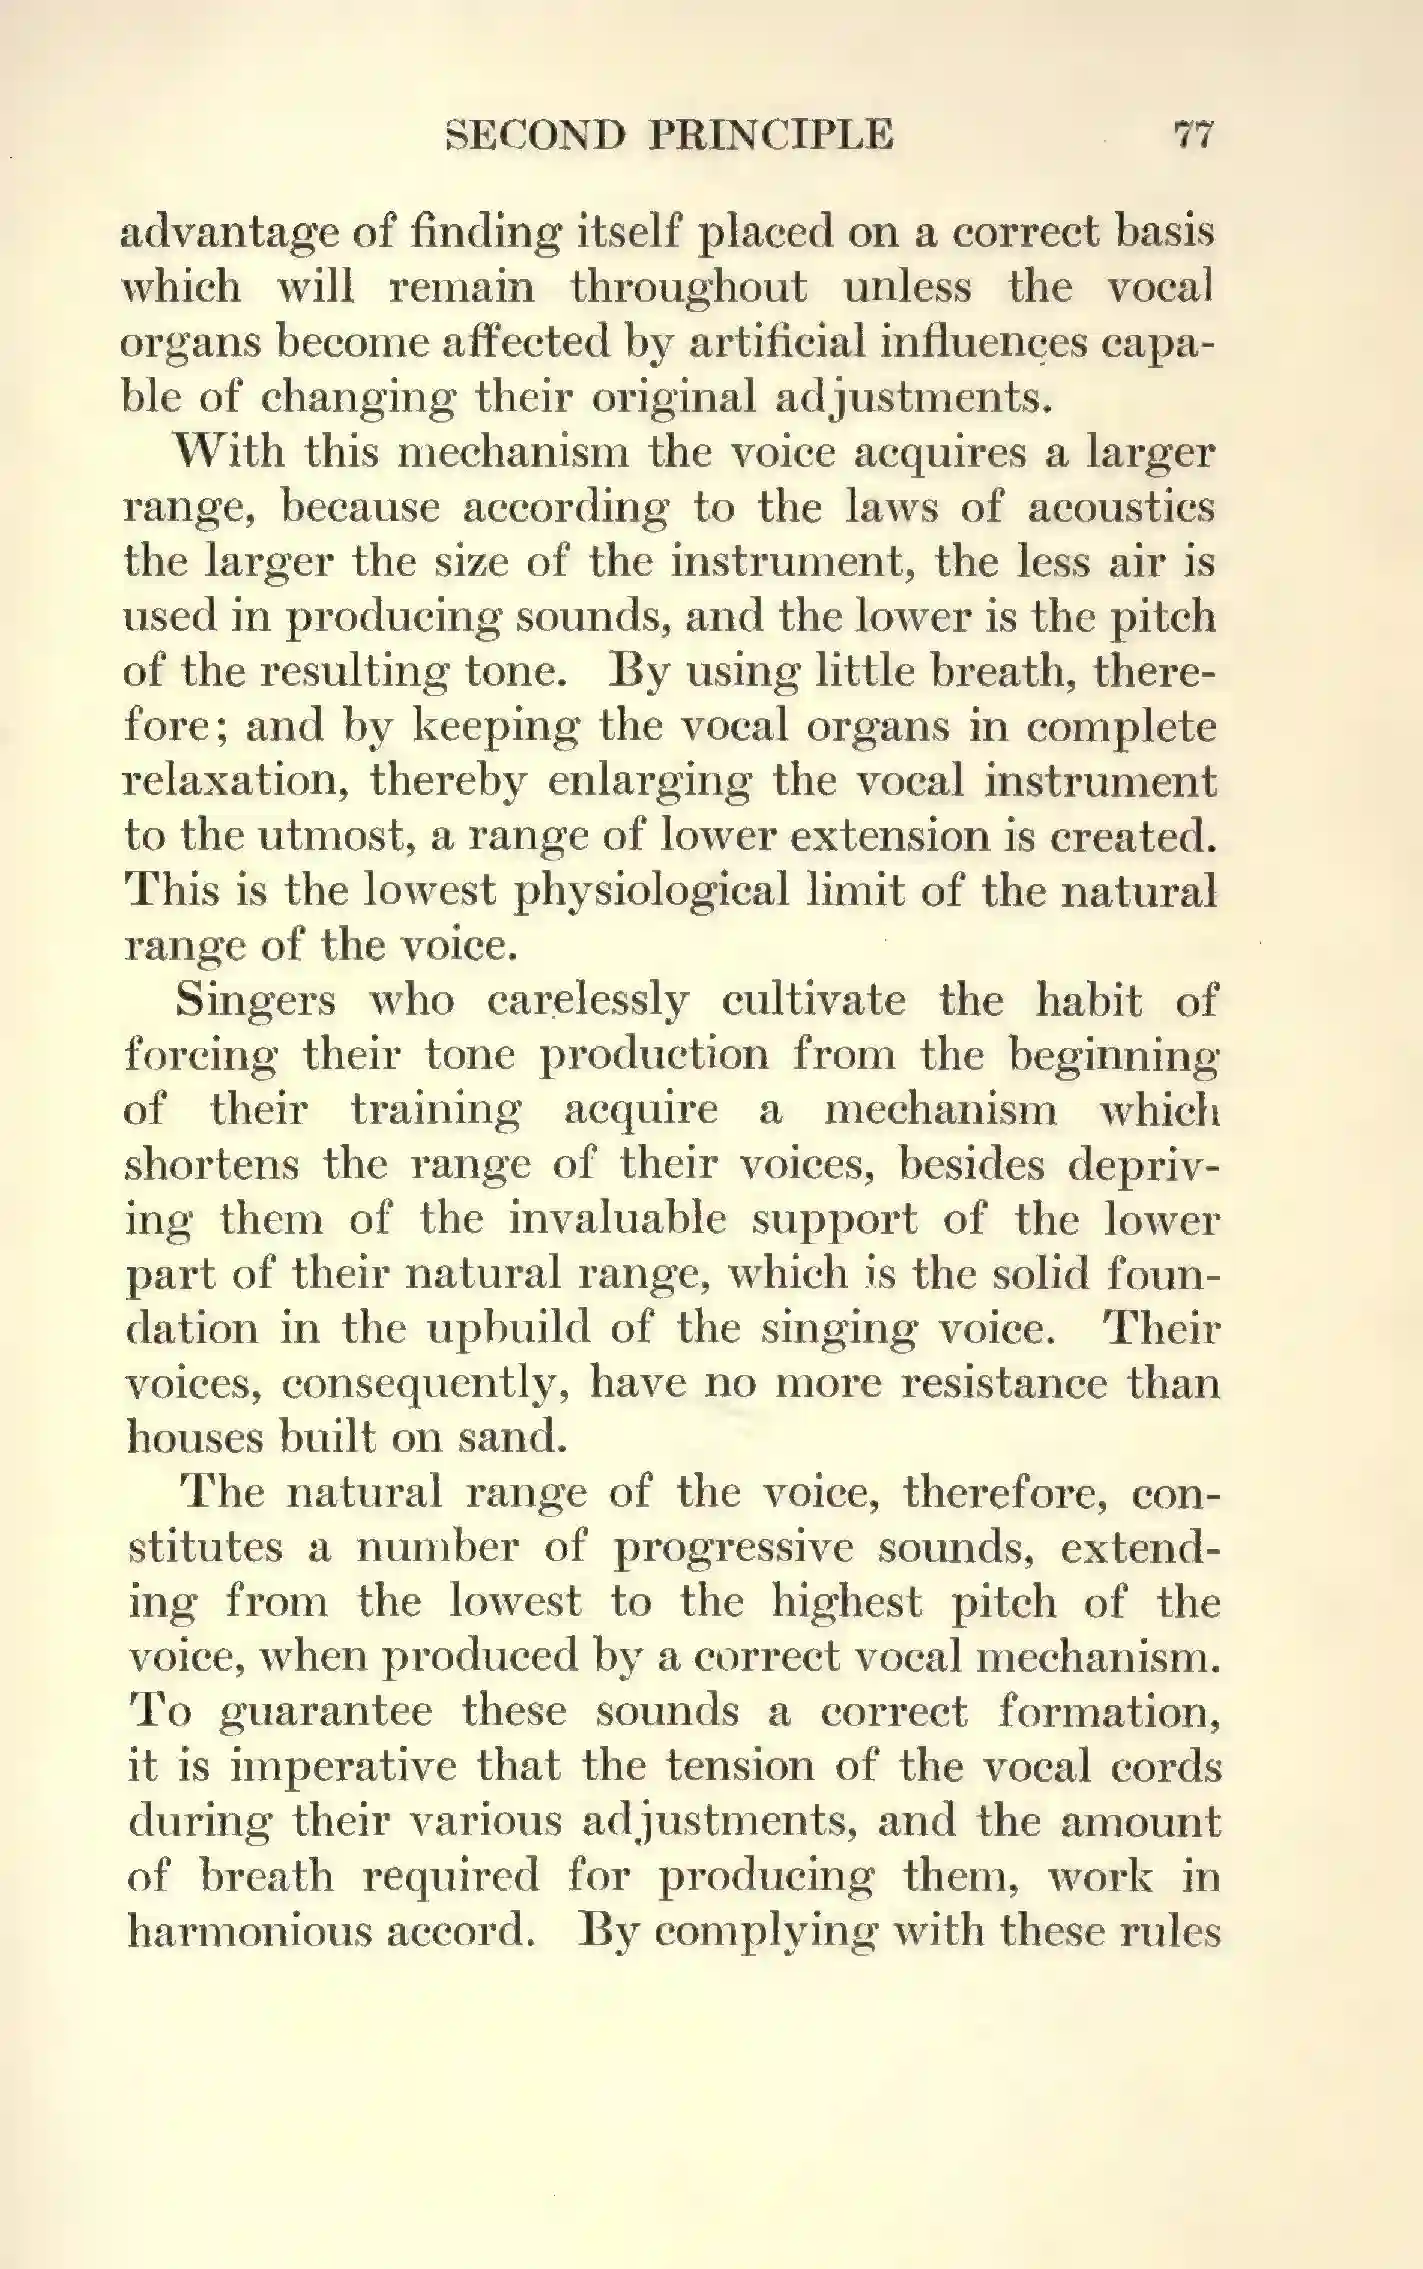 SECOND PRINCIPLE 77
advantage of finding itself placed on a correct basis
which will remain throughout unless the vocal
organs become affected by artificial influences capa-
ble of changing their original adjustments.
With this mechanism the voice acquires a larger
range, because according to the laws of acoustics
the larger the size of the instrument, the less air is
used in producing sounds, and the lower is the pitch
of the resulting tone. By using little breath, there-
fore; and by keeping the vocal organs in complete
relaxation, thereby enlarging the vocal instrument
to the utmost, a range of lower extension is created.
This is the lowest physiological limit of the natural
range of the voice.
Singers who carelessly cultivate the habit of
forcing their tone production from the beginning
of their training acquire a mechanism which
shortens the range of their voices, besides depriv-
ing them of the invaluable support of the lower
part of their natural range, which is the solid foun-
dation in the upbuild of the singing voice. Their
voices, consequently, have no more resistance than
houses built on sand.
The natural range of the voice, therefore, con-
stitutes a number of progressive sounds, extend-
ing from the lowest to the highest pitch of the
voice, when produced by a correct vocal mechanism.
To guarantee these sounds a correct formation,
it is imperative that the tension of the vocal cords
during their various adjustments, and the amount
of breath required for producing them, work in
harmonious accord. By complying with these rules